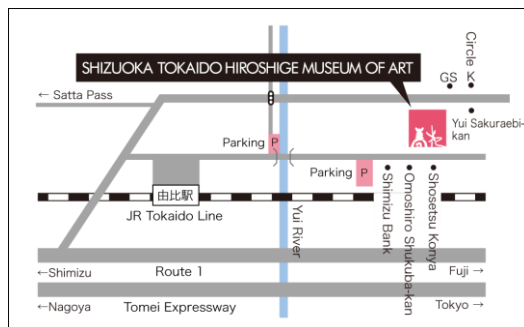 Circle K
GS
SHIZUOKA TOKAIDO HIROSHIGE MUSEUM OF ART
← Satta Pass
Yui Sakuraebi-
kan
Parking P
Parking P
由比駅
JR Tokaido Line
Yui River
Shimizu Bank
Omoshiro Shukuba-kan
Shosetsu Konya
←Shimizu
Route 1
Fuji →
←Nagoya
Tomei Expressway
Tokyo →